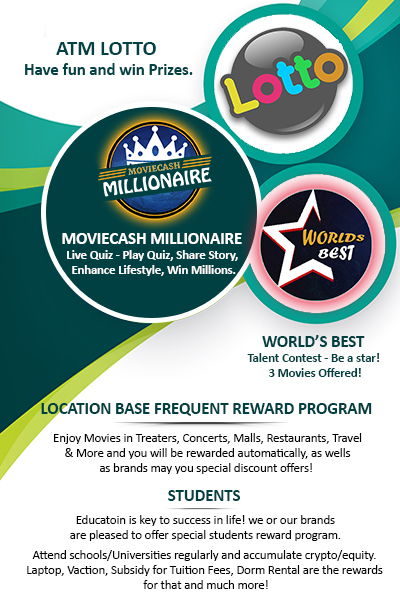 ATM LOTTO
Have fun and win Prizes.
Lotto
MOVIECASH
MILLIONAIRE
MOVIECASH MILLIONAIRE
Live Quiz - Play Quiz, Share Story,
Enhance Lifestyle, Win Millions.
WORLDS
BEST
WORLD'S BEST
Talent Contest - Be a star!
3 Movies Offered!
LOCATION BASE FREQUENT REWARD PROGRAM
Enjoy Movies in Treaters, Concerts, Malls, Restaurants, Travel
& More and you will be rewarded automatically, as wells
as brands may you special discount offers!
STUDENTS
Educatoin is key to success in life! we or our brands
are pleased to offer special students reward program.
Attend schools/Universities regularly and accumulate crypto/equity.
Laptop, Vaction, Subsidy for Tuition Fees, Dorm Rental are the rewards
for that and much more!